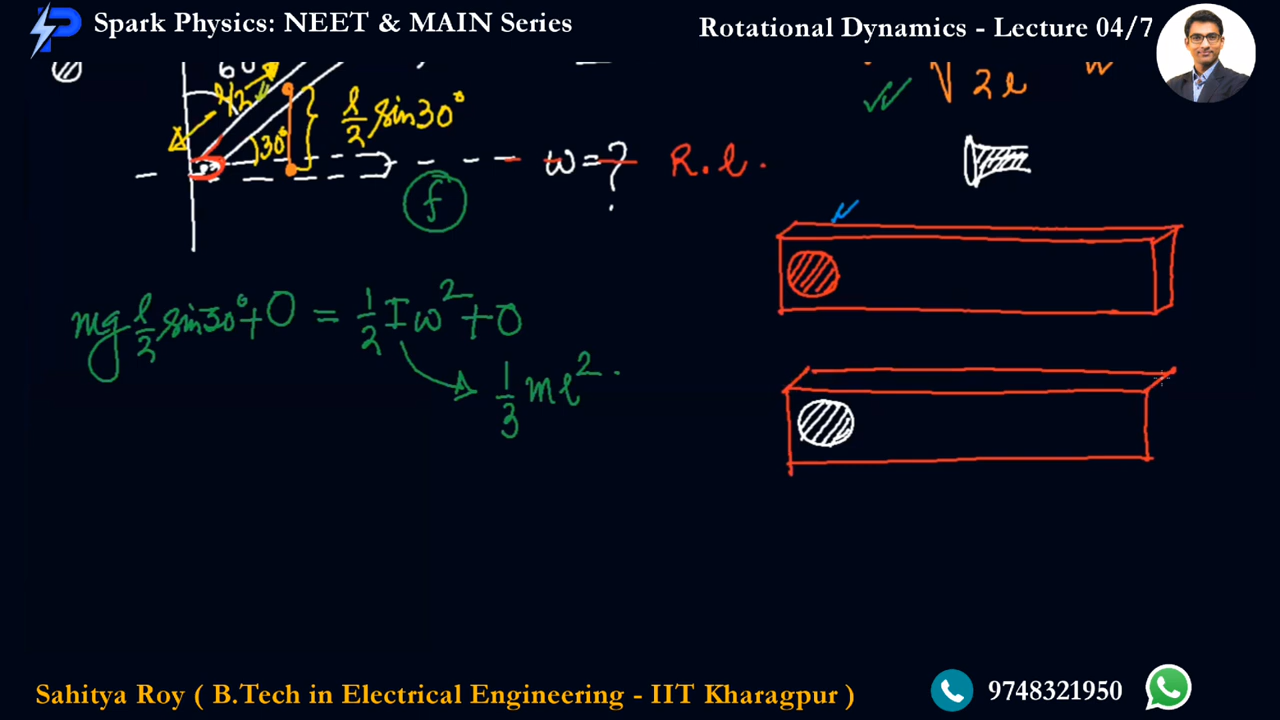 Spark Physics: NEET & MAIN Series
Rotational Dynamics - Lecture 04/7
60
l/2
l/2 sin30°
√2l
30°
ω=? R.l.
f
mg l/2 sin30° + 0 = 1/2 Iω² + 0
1/3 ml².
Sahitya Roy ( B.Tech in Electrical Engineering - IIT Kharagpur )
9748321950